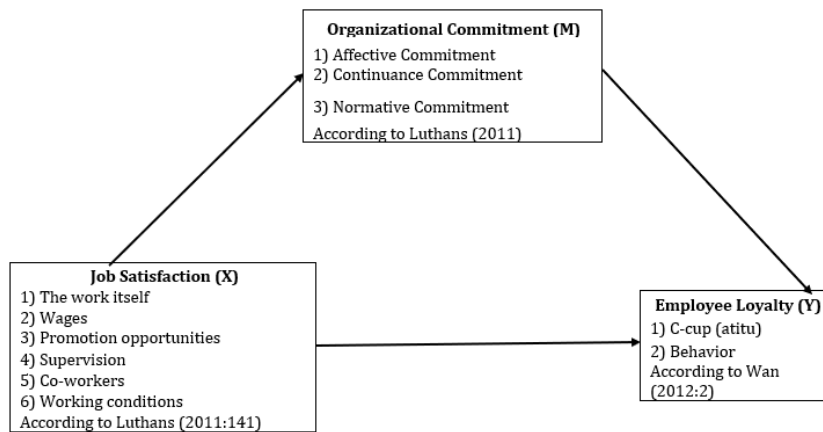 Organizational Commitment (M)
1) Affective Commitment
2) Continuance Commitment
3) Normative Commitment
According to Luthans (2011)
Job Satisfaction (X)
1) The work itself
2) Wages
3) Promotion opportunities
4) Supervision
5) Co-workers
6) Working conditions
According to Luthans (2011:141)
Employee Loyalty (Y)
1) C-cup (atitu)
2) Behavior
According to Wan
(2012:2)